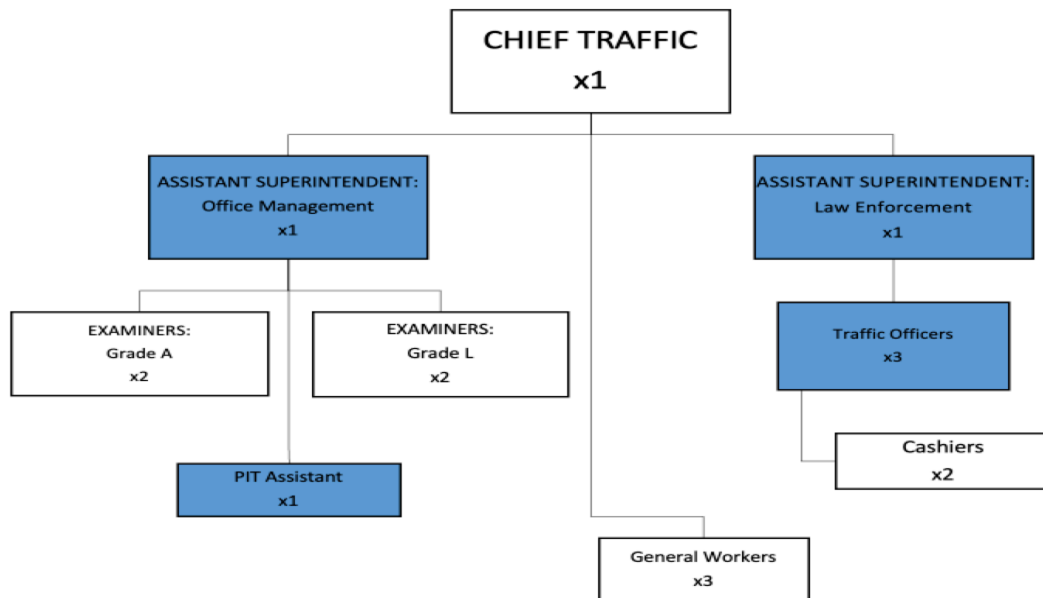 CHIEF TRAFFIC
x1
ASSISTANT SUPERINTENDENT:
Office Management
x1
ASSISTANT SUPERINTENDENT:
Law Enforcement
x1
EXAMINERS:
Grade A
x2
EXAMINERS:
Grade L
x2
Traffic Officers
x3
PIT Assistant
x1
Cashiers
x2
General Workers
x3